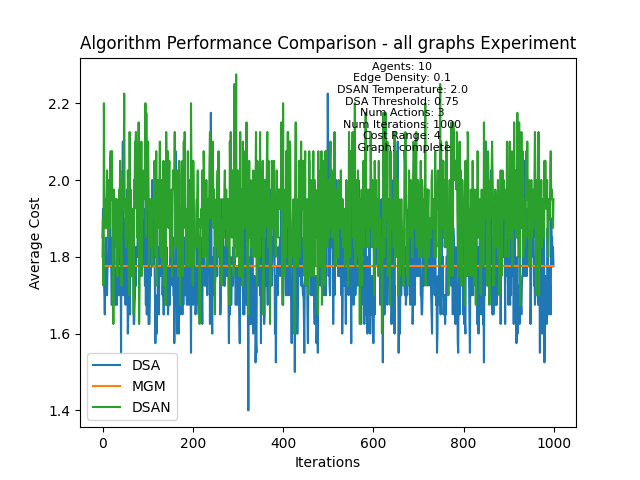 Algorithm Performance Comparison - all graphs Experiment
Agents: 10
Edge Density: 0.1
DSAN Temperature: 2.0
DSA Threshold: 0.75
Num Actions: 3
Num Iterations: 1000
Cost Range: 4
Graph: complete
Average Cost
2.2
2.0
1.8
1.6
1.4
DSA
MGM
DSAN
0
200
400
600
800
1000
Iterations